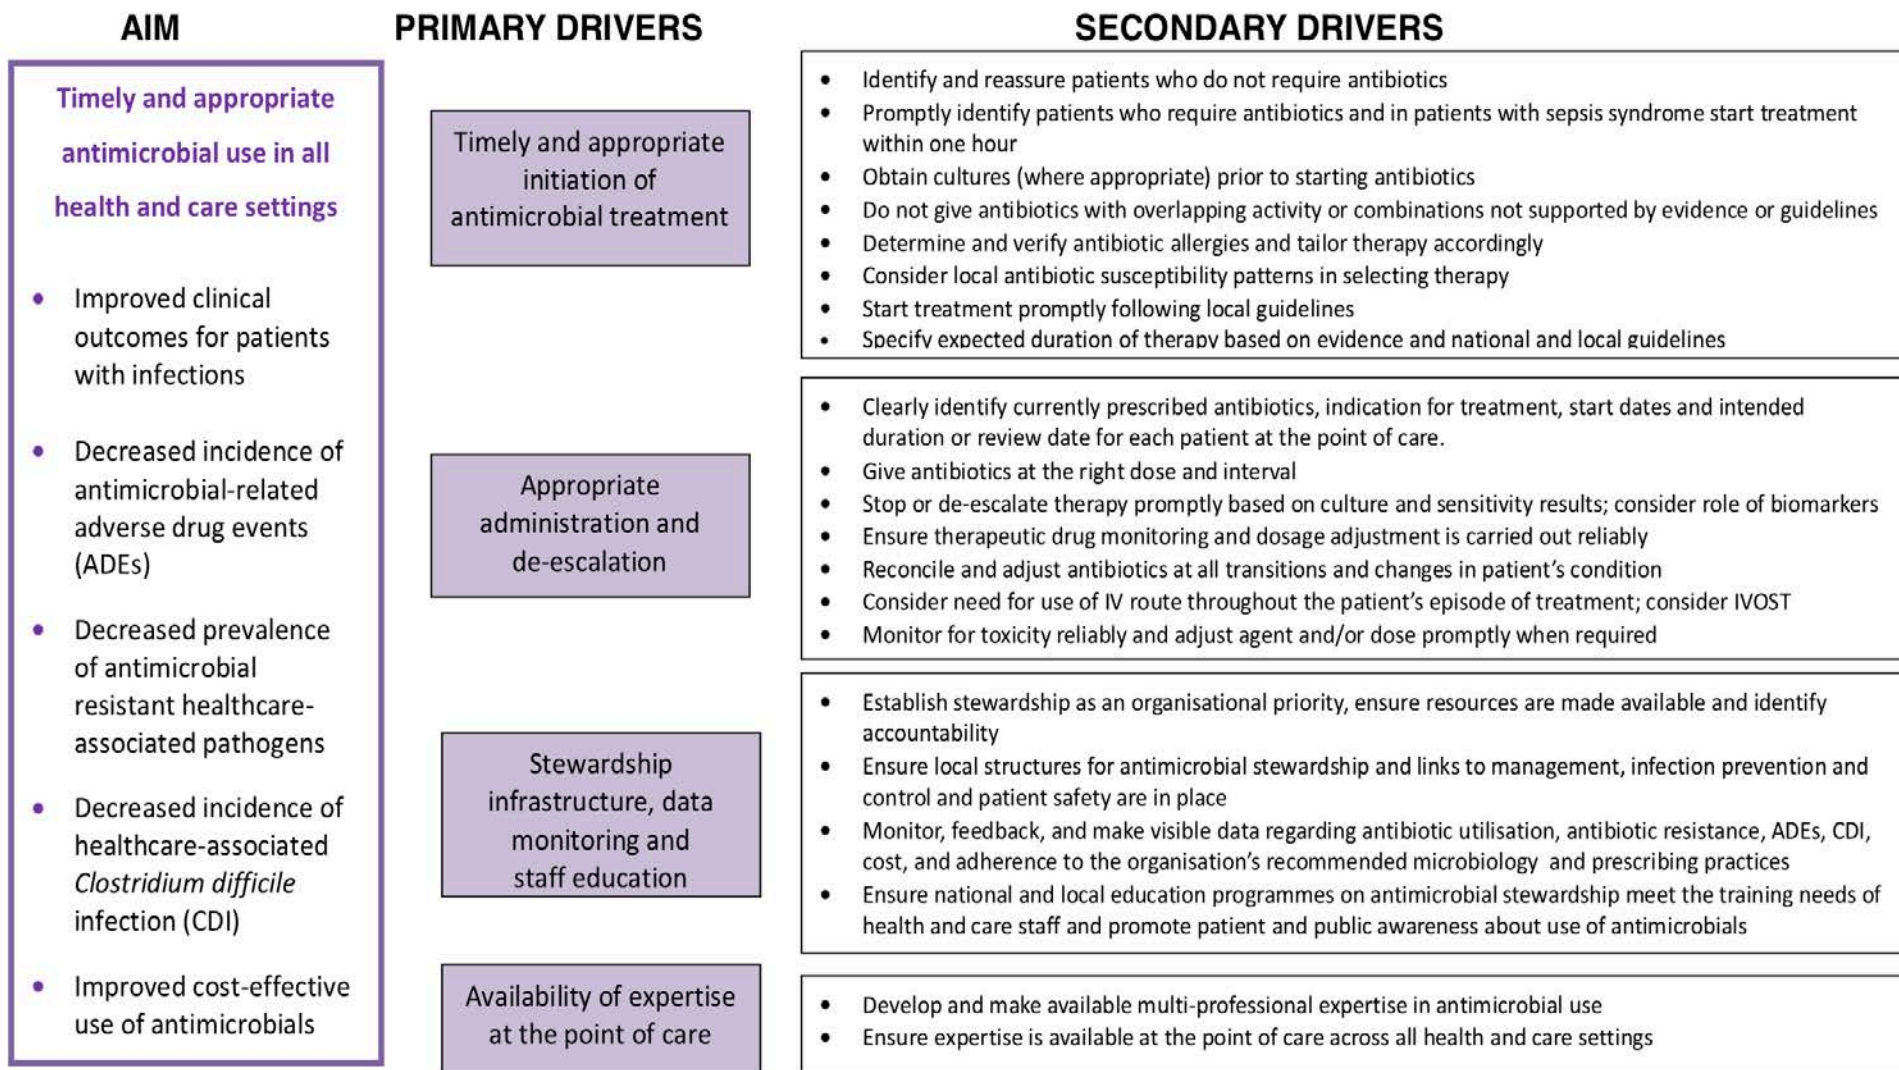 AIM
PRIMARY DRIVERS
SECONDARY DRIVERS
Timely and appropriate
antimicrobial use in all
health and care settings
• Improved clinical
outcomes for patients
with infections
• Decreased incidence of
antimicrobial-related
adverse drug events
(ADEs)
• Decreased prevalence
of antimicrobial
resistant healthcare-
associated pathogens
• Decreased incidence of
healthcare-associated
Clostridium difficile
infection (CDI)
• Improved cost-effective
use of antimicrobials
Timely and appropriate
initiation of
antimicrobial treatment
• Identify and reassure patients who do not require antibiotics
• Promptly identify patients who require antibiotics and in patients with sepsis syndrome start treatment
within one hour
• Obtain cultures (where appropriate) prior to starting antibiotics
• Do not give antibiotics with overlapping activity or combinations not supported by evidence or guidelines
• Determine and verify antibiotic allergies and tailor therapy accordingly
• Consider local antibiotic susceptibility patterns in selecting therapy
• Start treatment promptly following local guidelines
• Specify expected duration of therapy based on evidence and national and local guidelines
Appropriate
administration and
de-escalation
• Clearly identify currently prescribed antibiotics, indication for treatment, start dates and intended
duration or review date for each patient at the point of care.
• Give antibiotics at the right dose and interval
• Stop or de-escalate therapy promptly based on culture and sensitivity results; consider role of biomarkers
• Ensure therapeutic drug monitoring and dosage adjustment is carried out reliably
• Reconcile and adjust antibiotics at all transitions and changes in patient’s condition
• Consider need for use of IV route throughout the patient’s episode of treatment; consider IVOST
• Monitor for toxicity reliably and adjust agent and/or dose promptly when required
Stewardship
infrastructure, data
monitoring and
staff education
• Establish stewardship as an organisational priority, ensure resources are made available and identify
accountability
• Ensure local structures for antimicrobial stewardship and links to management, infection prevention and
control and patient safety are in place
• Monitor, feedback, and make visible data regarding antibiotic utilisation, antibiotic resistance, ADEs, CDI,
cost, and adherence to the organisation’s recommended microbiology and prescribing practices
• Ensure national and local education programmes on antimicrobial stewardship meet the training needs of
health and care staff and promote patient and public awareness about use of antimicrobials
Availability of expertise
at the point of care
• Develop and make available multi-professional expertise in antimicrobial use
• Ensure expertise is available at the point of care across all health and care settings